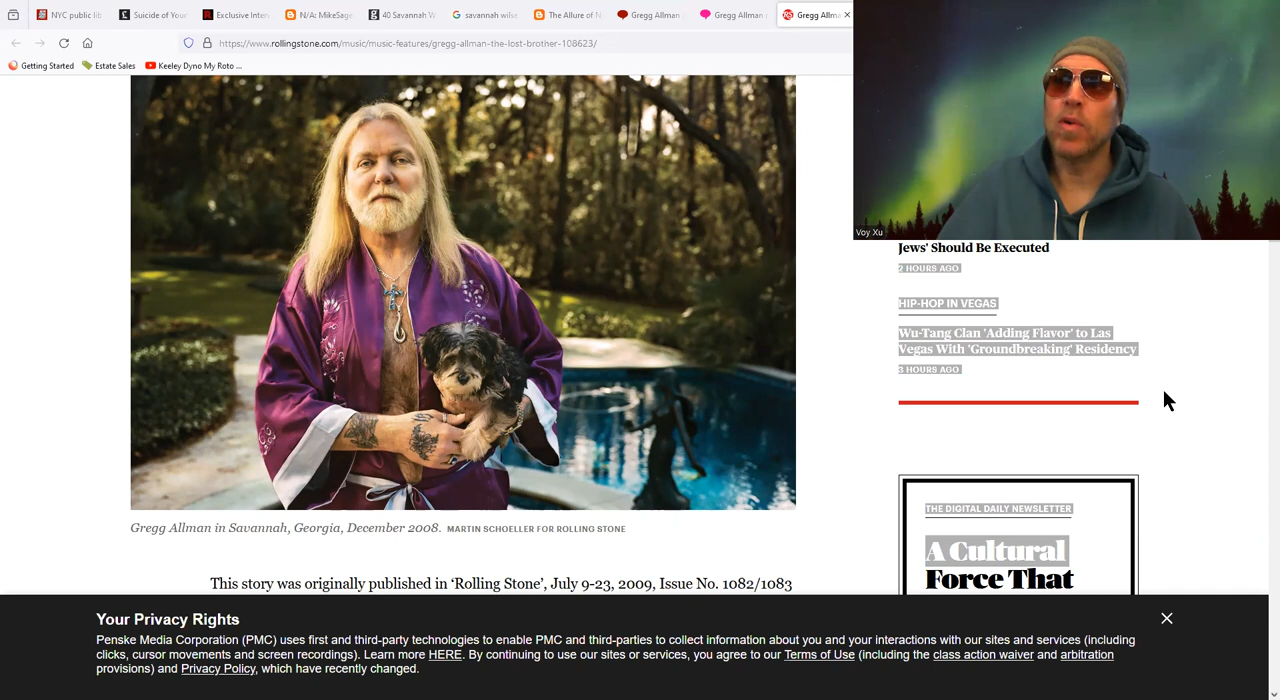 NYC public lib
Suicide of Your
Exclusive Inter
N/A: MikeSage
40 Savannah W
savannah wilse
The Allure of N
Gregg Allman
Gregg Allman
Gregg Allma
https://www.rollingstone.com/music/music-features/gregg-allman-the-lost-brother-108623/
Getting Started
Estate Sales
Keeley Dyno My Roto ...
Voy Xu
Jews' Should Be Executed
2 HOURS AGO
HIP-HOP IN VEGAS
Wu-Tang Clan 'Adding Flavor' to Las
Vegas With 'Groundbreaking' Residency
3 HOURS AGO
Gregg Allman in Savannah, Georgia, December 2008. MARTIN SCHOELLER FOR ROLLING STONE
THE DIGITAL DAILY NEWSLETTER
A Cultural
Force That
This story was originally published in ‘Rolling Stone’, July 9-23, 2009, Issue No. 1082/1083
Your Privacy Rights
Penske Media Corporation (PMC) uses first and third-party technologies to enable PMC and third-parties to collect information about you and your interactions with our sites and services (including
clicks, cursor movements and screen recordings). Learn more HERE. By continuing to use our sites or services, you agree to our Terms of Use (including the class action waiver and arbitration
provisions) and Privacy Policy, which have recently changed.